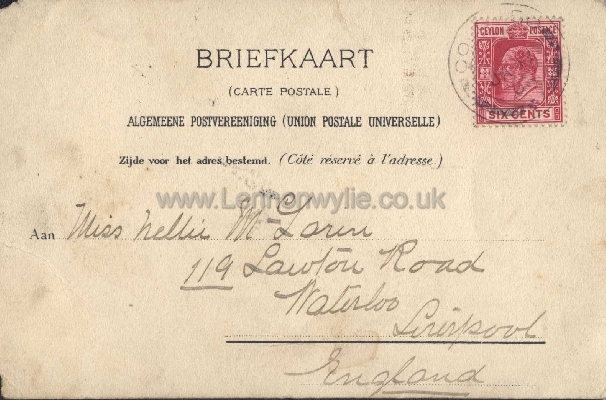 CEYLON POSTAGE
SIX CENTS
BRIEFKAART
(CARTE POSTALE)
ALGEMEENE POSTVEREENIGING (UNION POSTALE UNIVERSELLE)
Zijde voor het adres bestemd. (Côté réservé à l'adresse.)
www.Lennonwylie.co.uk
Aan Miss Nellie McLaren
119 Lawton Road
Waterloo
Liverpool
England